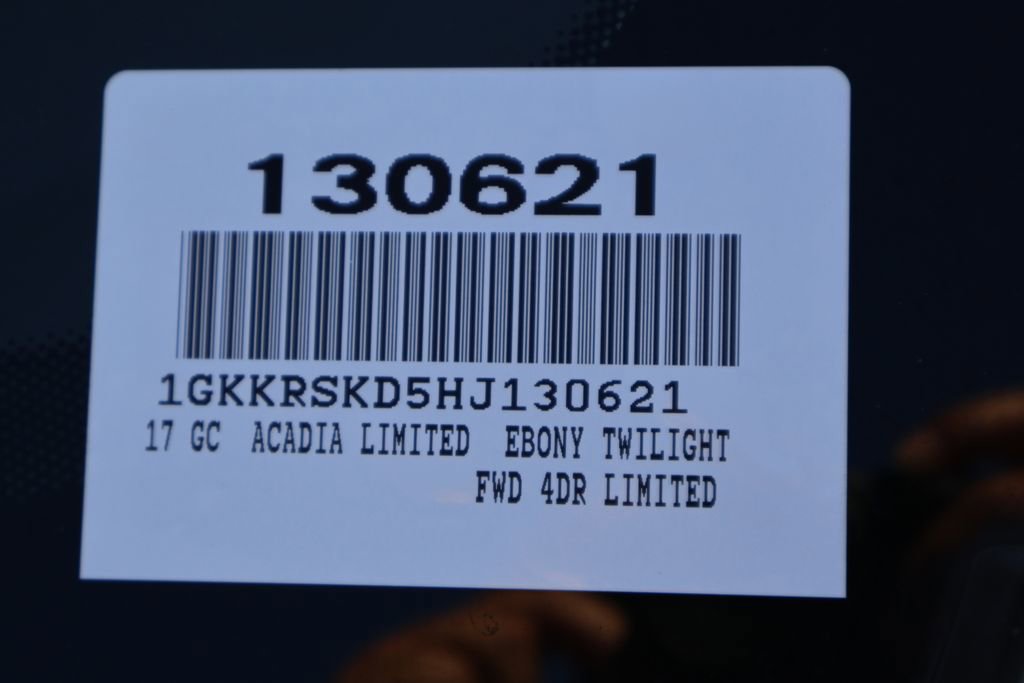 130621
1GKKRSKD5HJ130621
17 GC ACADIA LIMITED EBONY TWILIGHT
FWD 4DR LIMITED